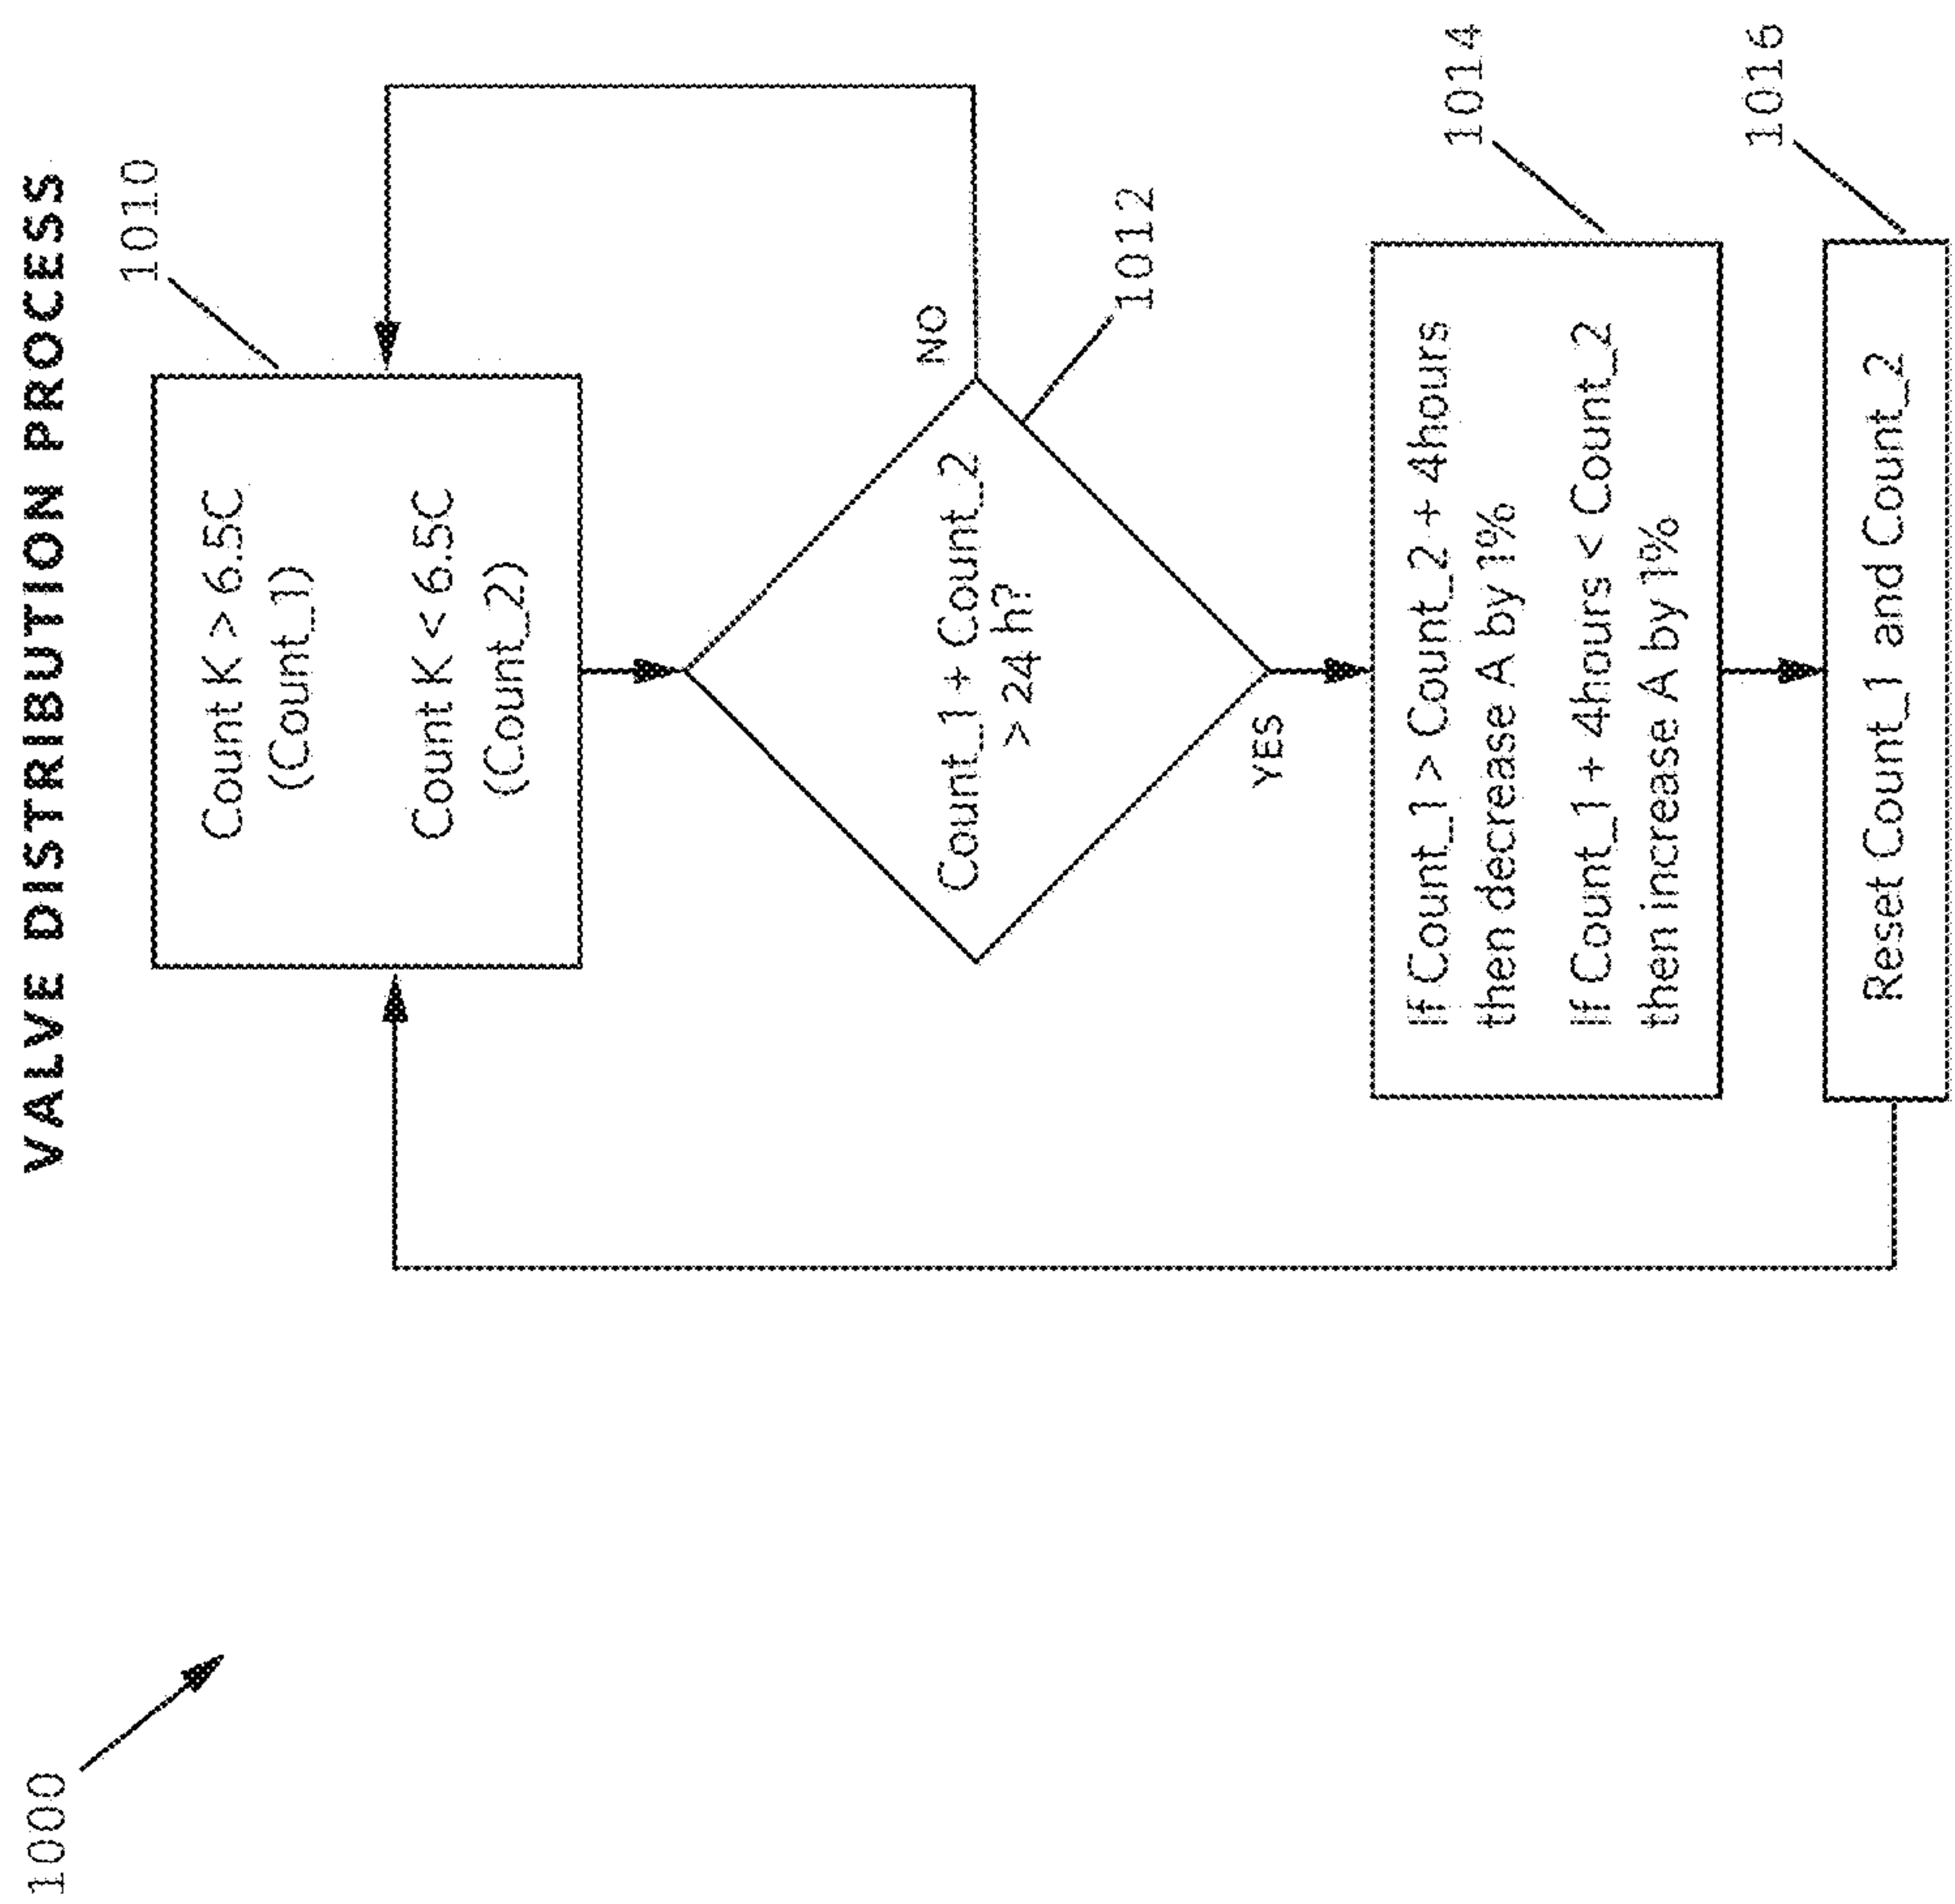 1000
VALVE DISTRIBUTION PROCESS
1010
Count K > 6.5C
(Count_1)
Count K < 6.5C
(Count_2)
NO
Count_1 + Count_2
> 24 h?
1012
YES
1014
If Count_1 > Count_2 + 4hours
then decrease A by 1%
If Count_1 + 4hours < Count_2
then increase A by 1%
1016
Reset Count_1 and Count_2